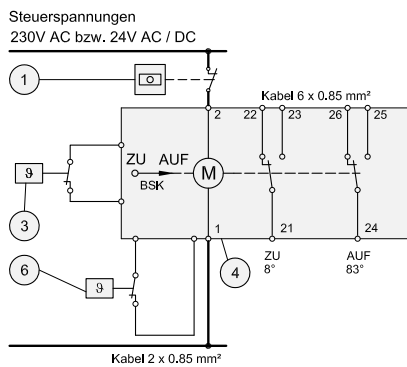 Steuerspannungen
230V AC bzw. 24V AC / DC
1
Kabel 6 x 0.85 mm²
2
22
23
26
25
ZU
AUF
BSK
M
ϑ
3
1
21
24
6
ϑ
4
ZU
8°
AUF
83°
Kabel 2 x 0.85 mm²